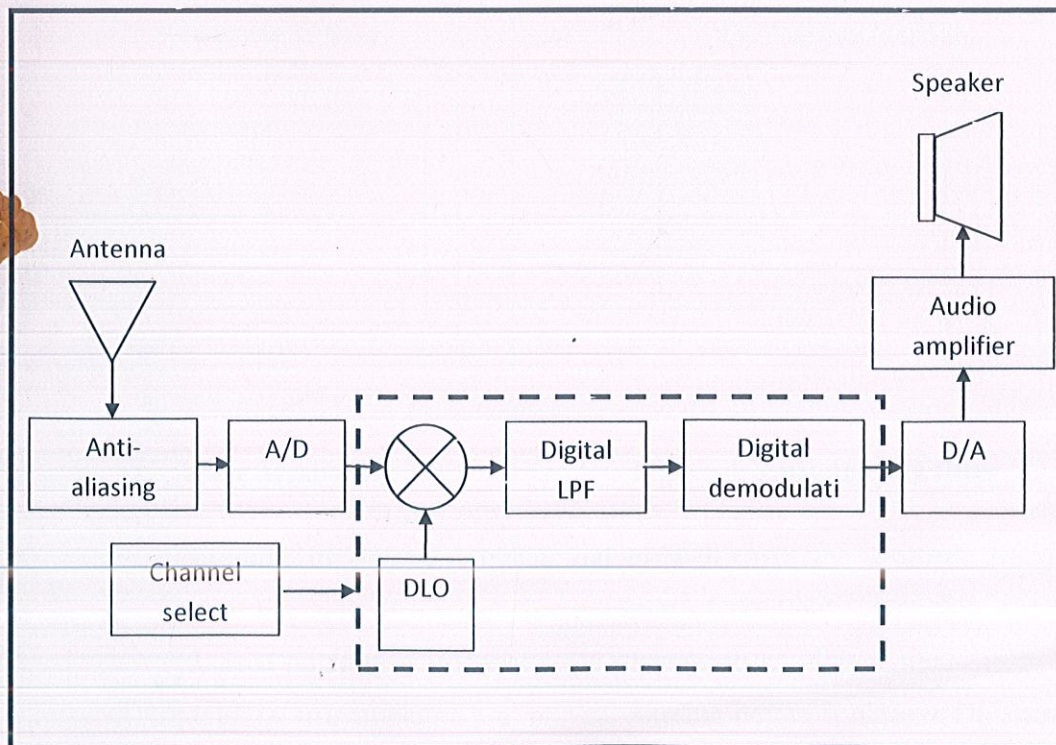 Speaker
Antenna
Audio
amplifier
Anti-
aliasing
A/D
Digital
LPF
Digital
demodulati
D/A
Channel
select
DLO